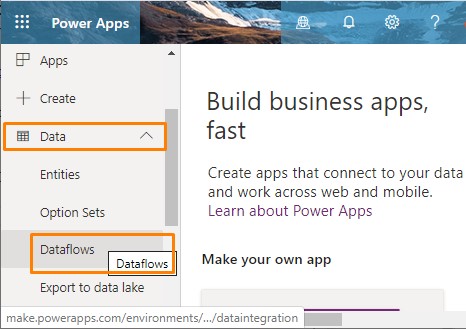 Power Apps
?
Apps
Create
Data
Entities
Option Sets
Dataflows
Dataflows
Export to data lake
Build business apps,
fast
Create apps that connect to your data
and work across web and mobile.
Learn about Power Apps
Make your own app
make.powerapps.com/environments/.../dataintegration